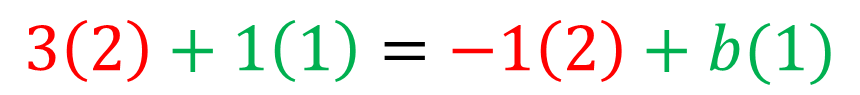 3(2) + 1(1) = −1(2) + b(1)